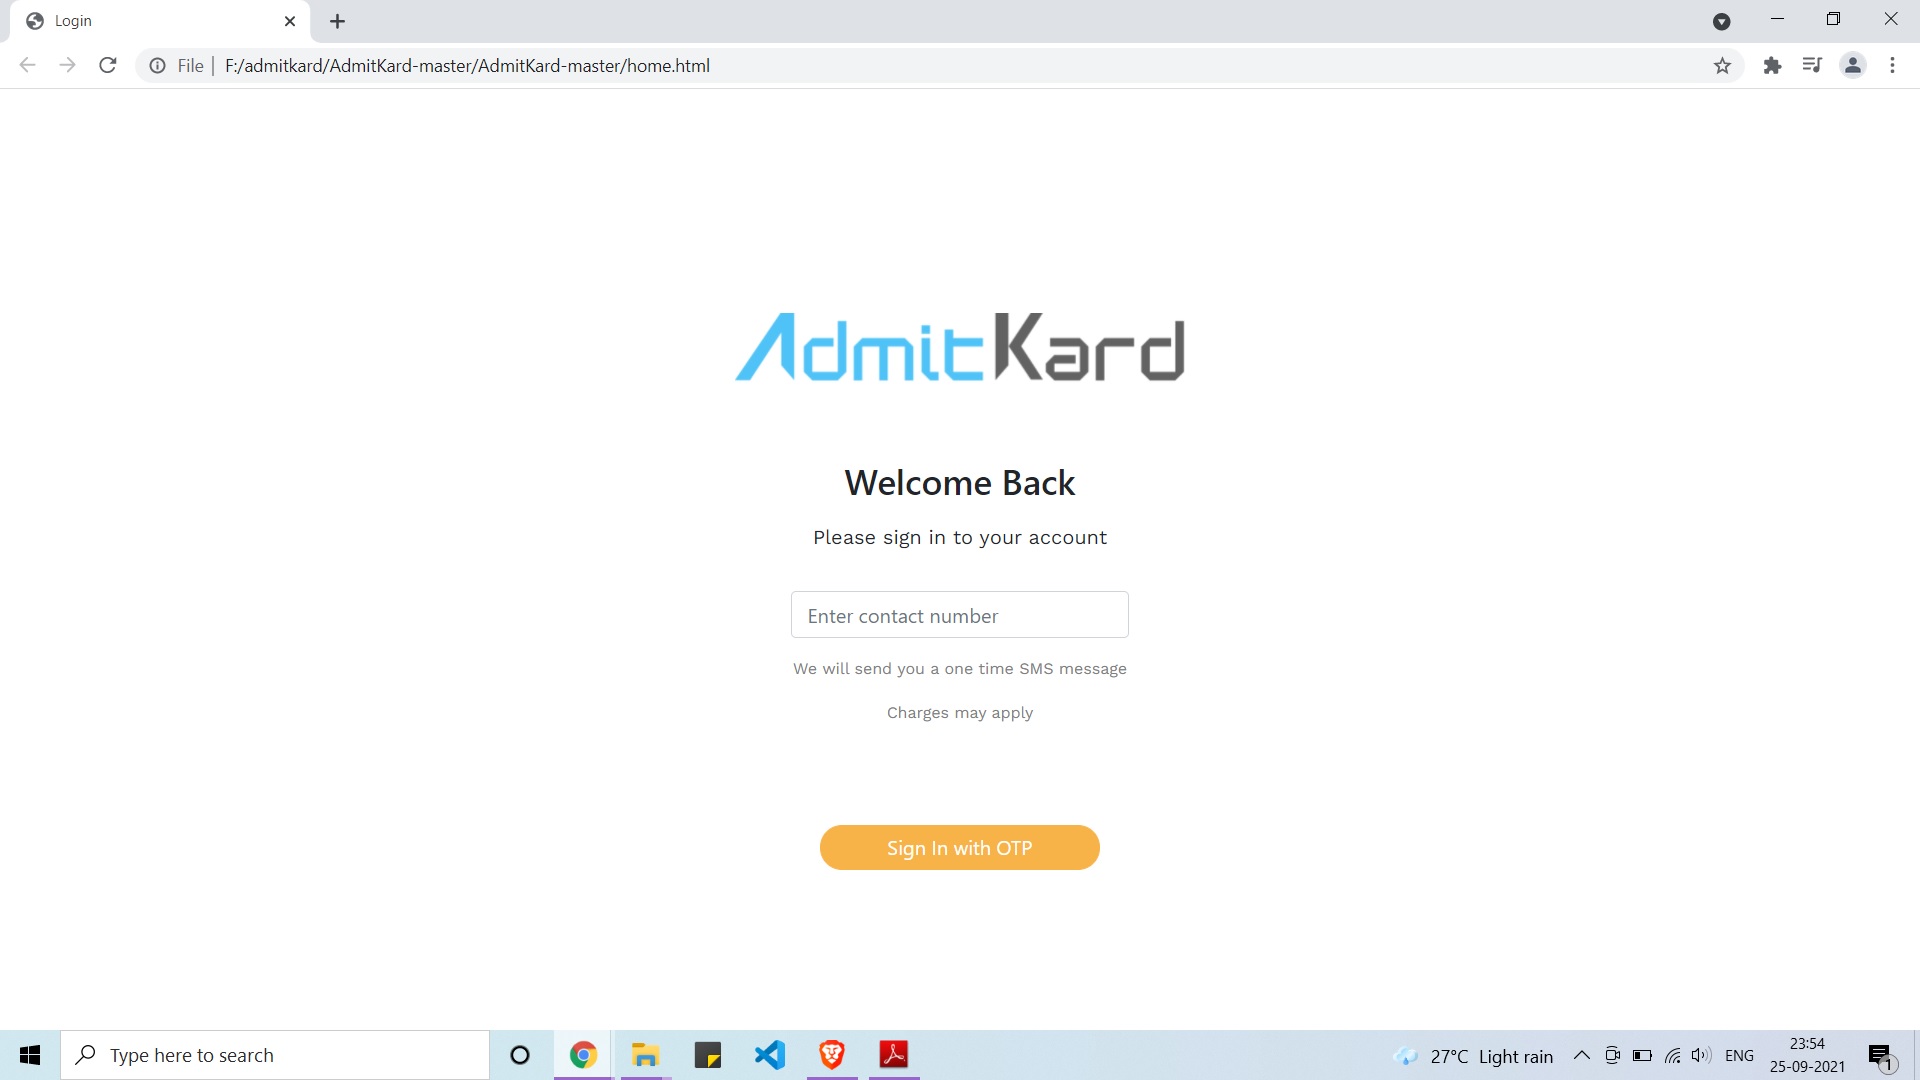 Login
File
F:/admitkard/AdmitKard-master/AdmitKard-master/home.html
AdmitKard
Welcome Back
Please sign in to your account
Enter contact number
We will send you a one time SMS message
Charges may apply
Sign In with OTP
Type here to search
27°C Light rain
ENG
23:54
25-09-2021
1